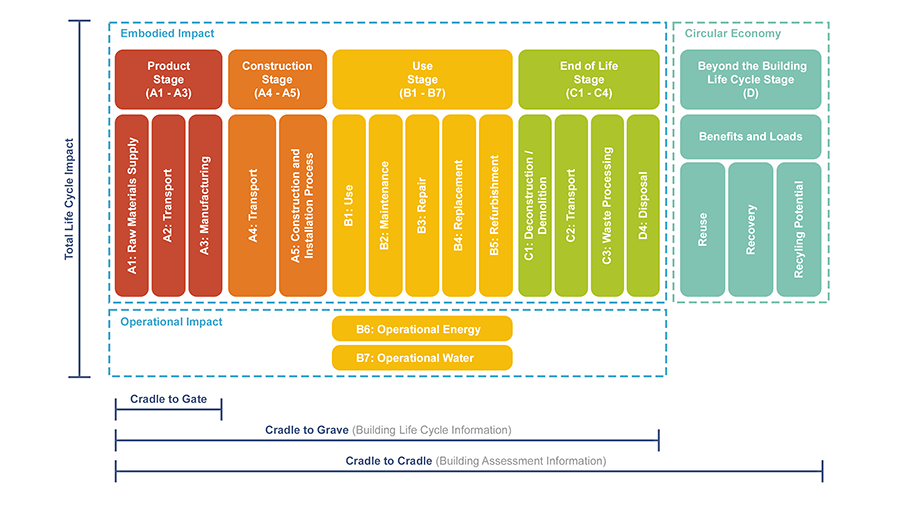 Total Life Cycle Impact
Embodied Impact
Product
Stage
(A1 - A3)
Construction
Stage
(A4 - A5)
Use
Stage
(B1 - B7)
End of Life
Stage
(C1 - C4)
A1: Raw Materials Supply
A2: Transport
A3: Manufacturing
A4: Transport
A5: Construction and
Installation Process
B1: Use
B2: Maintenance
B3: Repair
B4: Replacement
B5: Refurbishment
C1: Deconstruction /
Demolition
C2: Transport
C3: Waste Processing
D4: Disposal
Circular Economy
Beyond the Building
Life Cycle Stage
(D)
Benefits and Loads
Reuse
Recovery
Recyling Potential
Operational Impact
B6: Operational Energy
B7: Operational Water
Cradle to Gate
Cradle to Grave (Building Life Cycle Information)
Cradle to Cradle (Building Assessment Information)